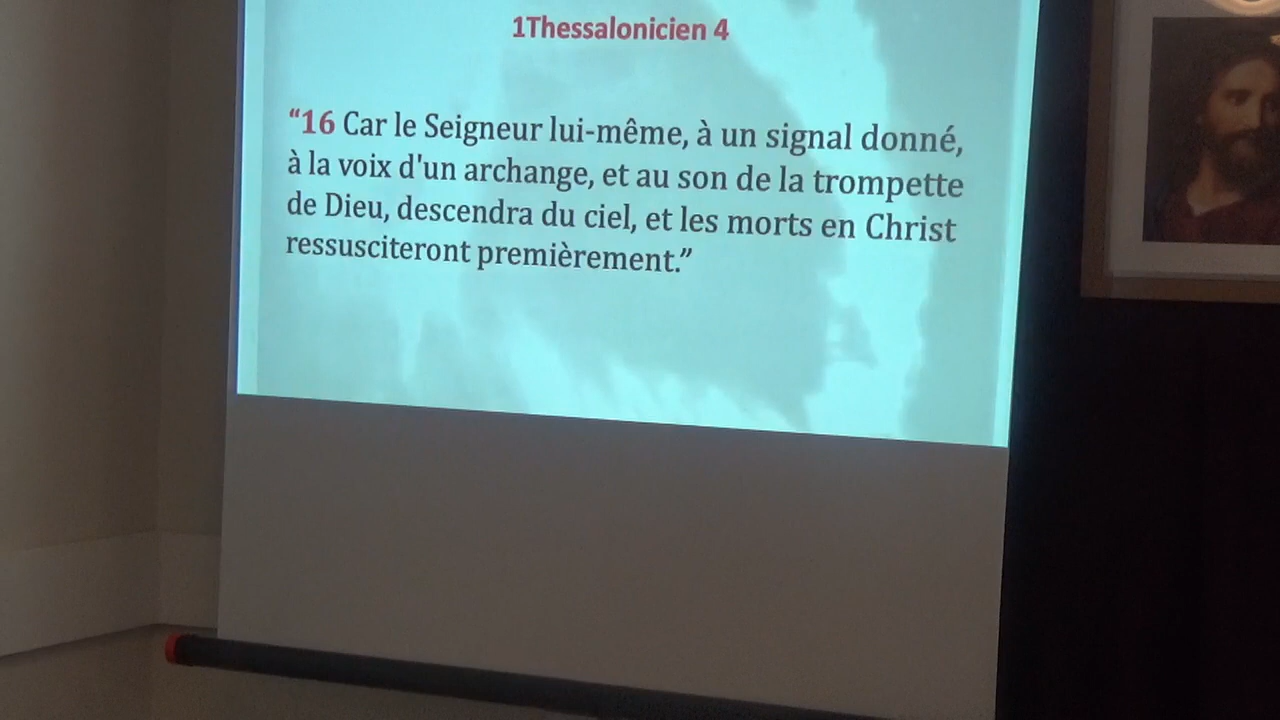 1Thessalonicien 4
“16 Car le Seigneur lui-même, à un signal donné,
à la voix d'un archange, et au son de la trompette
de Dieu, descendra du ciel, et les morts en Christ
ressusciteront premièrement.”